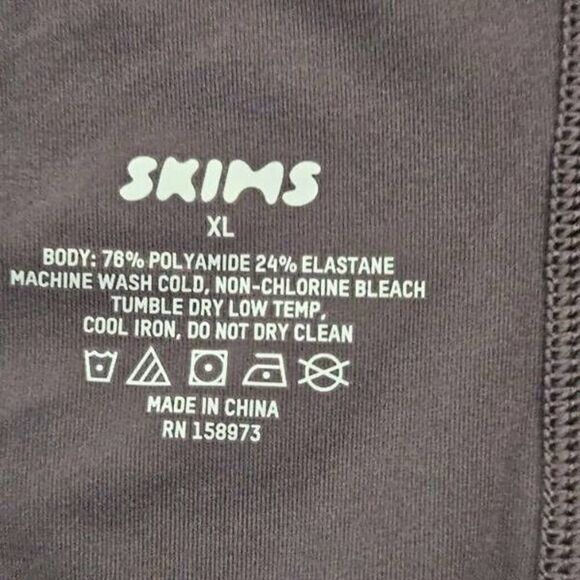 SKIMS
XL
BODY: 76% POLYAMIDE 24% ELASTANE
MACHINE WASH COLD, NON-CHLORINE BLEACH
TUMBLE DRY LOW TEMP,
COOL IRON, DO NOT DRY CLEAN
MADE IN CHINA
RN 158973